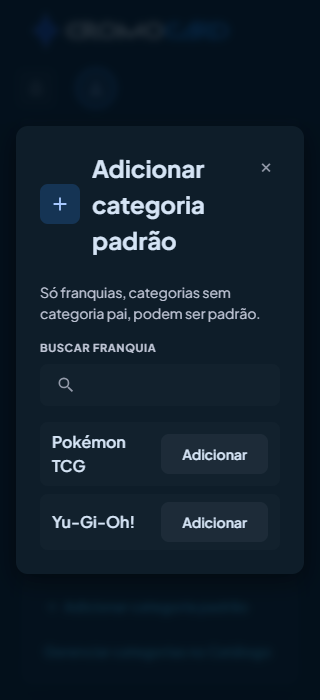 Adicionar
categoria
padrão
Só franquias, categorias sem
categoria pai, podem ser padrão.
BUSCAR FRANQUIA
Pokémon
TCG
Adicionar
Yu-Gi-Oh!
Adicionar